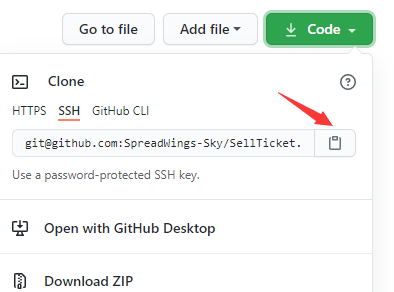 Go to file Add file Code
Clone
HTTPS SSH GitHub CLI
git@github.com:SpreadWings-Sky/SellTicket.
Use a password-protected SSH key.
Open with GitHub Desktop
Download ZIP